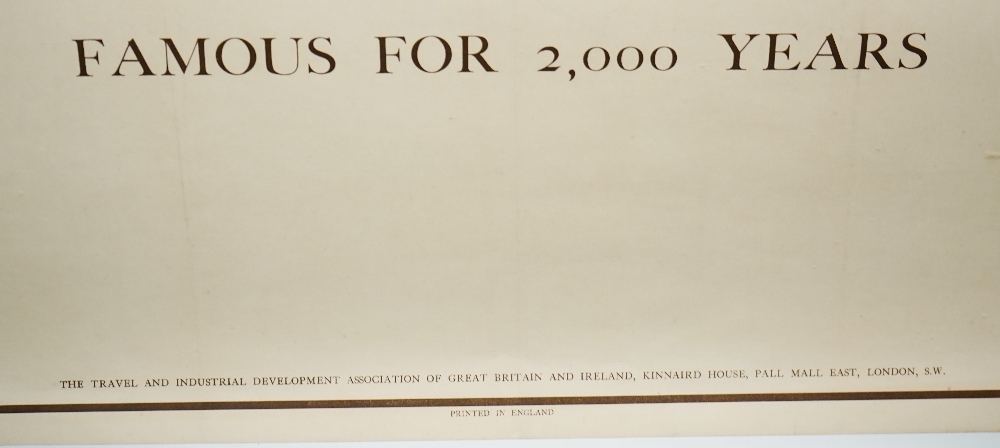 FAMOUS FOR 2,000 YEARS
THE TRAVEL AND INDUSTRIAL DEVELOPMENT ASSOCIATION OF GREAT BRITAIN AND IRELAND, KINNAIRD HOUSE, PALL MALL EAST, LONDON, S.W.
PRINTED IN ENGLAND